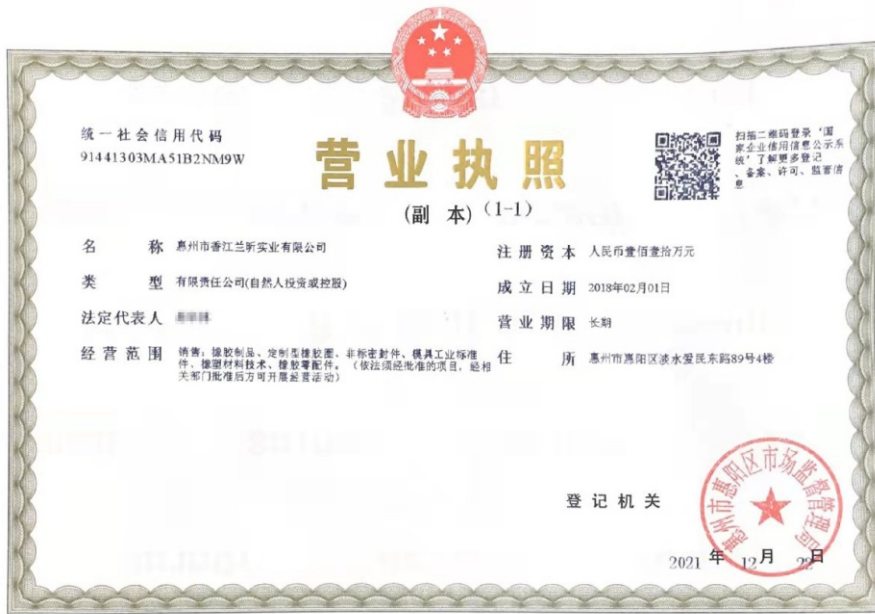 统一社会信用代码
91441303MA51B2NM9W
营业执照
(副 本) (1-1)
扫描二维码登录‘国
家企业信用信息公示系
统’了解更多登记
、备案、许可、监管信
息
名 称 惠州市香江兰昕实业有限公司
类 型 有限责任公司(自然人投资或控股)
法定代表人
经营范围 销售：橡胶制品、定制型橡胶圈、非标密封件、模具工业标准
件、橡塑材料技术、橡胶零配件。（依法须经批准的项目，经相
关部门批准后方可开展经营活动）
注册资本 人民币壹佰壹拾万元
成立日期 2018年02月01日
营业期限 长期
住 所 惠州市惠阳区淡水爱民东路89号4楼
登记机关
惠州市惠阳区市场监督管理局
2021 年 12月 22日